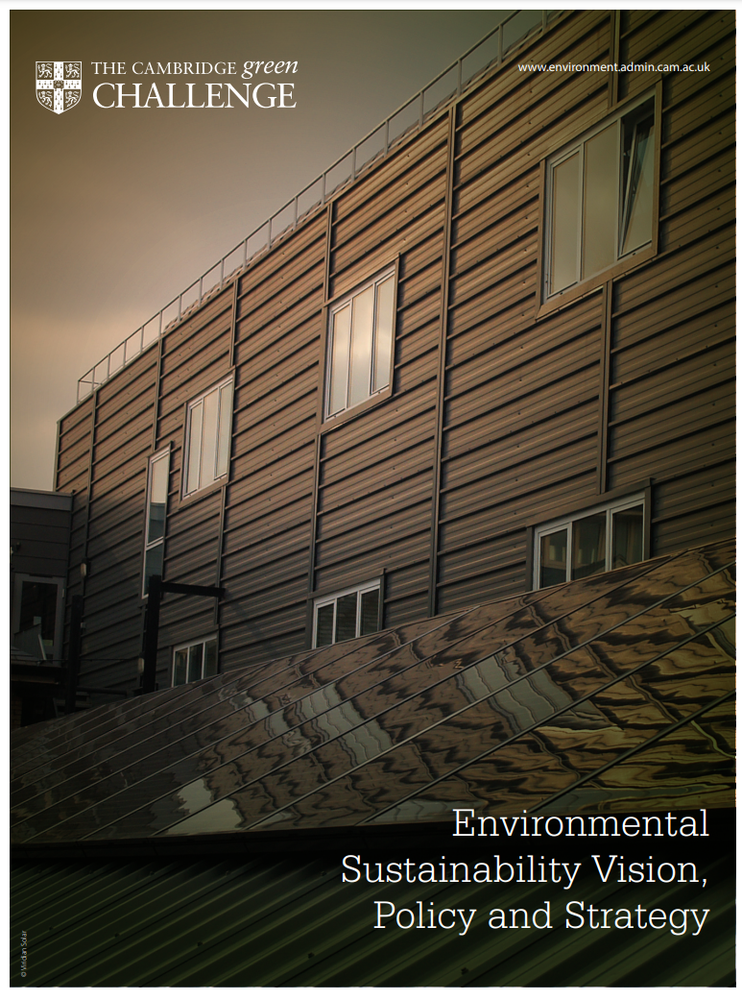 THE CAMBRIDGE green
CHALLENGE
www.environment.admin.cam.ac.uk
Environmental
Sustainability Vision,
Policy and Strategy
© Viridian Solar